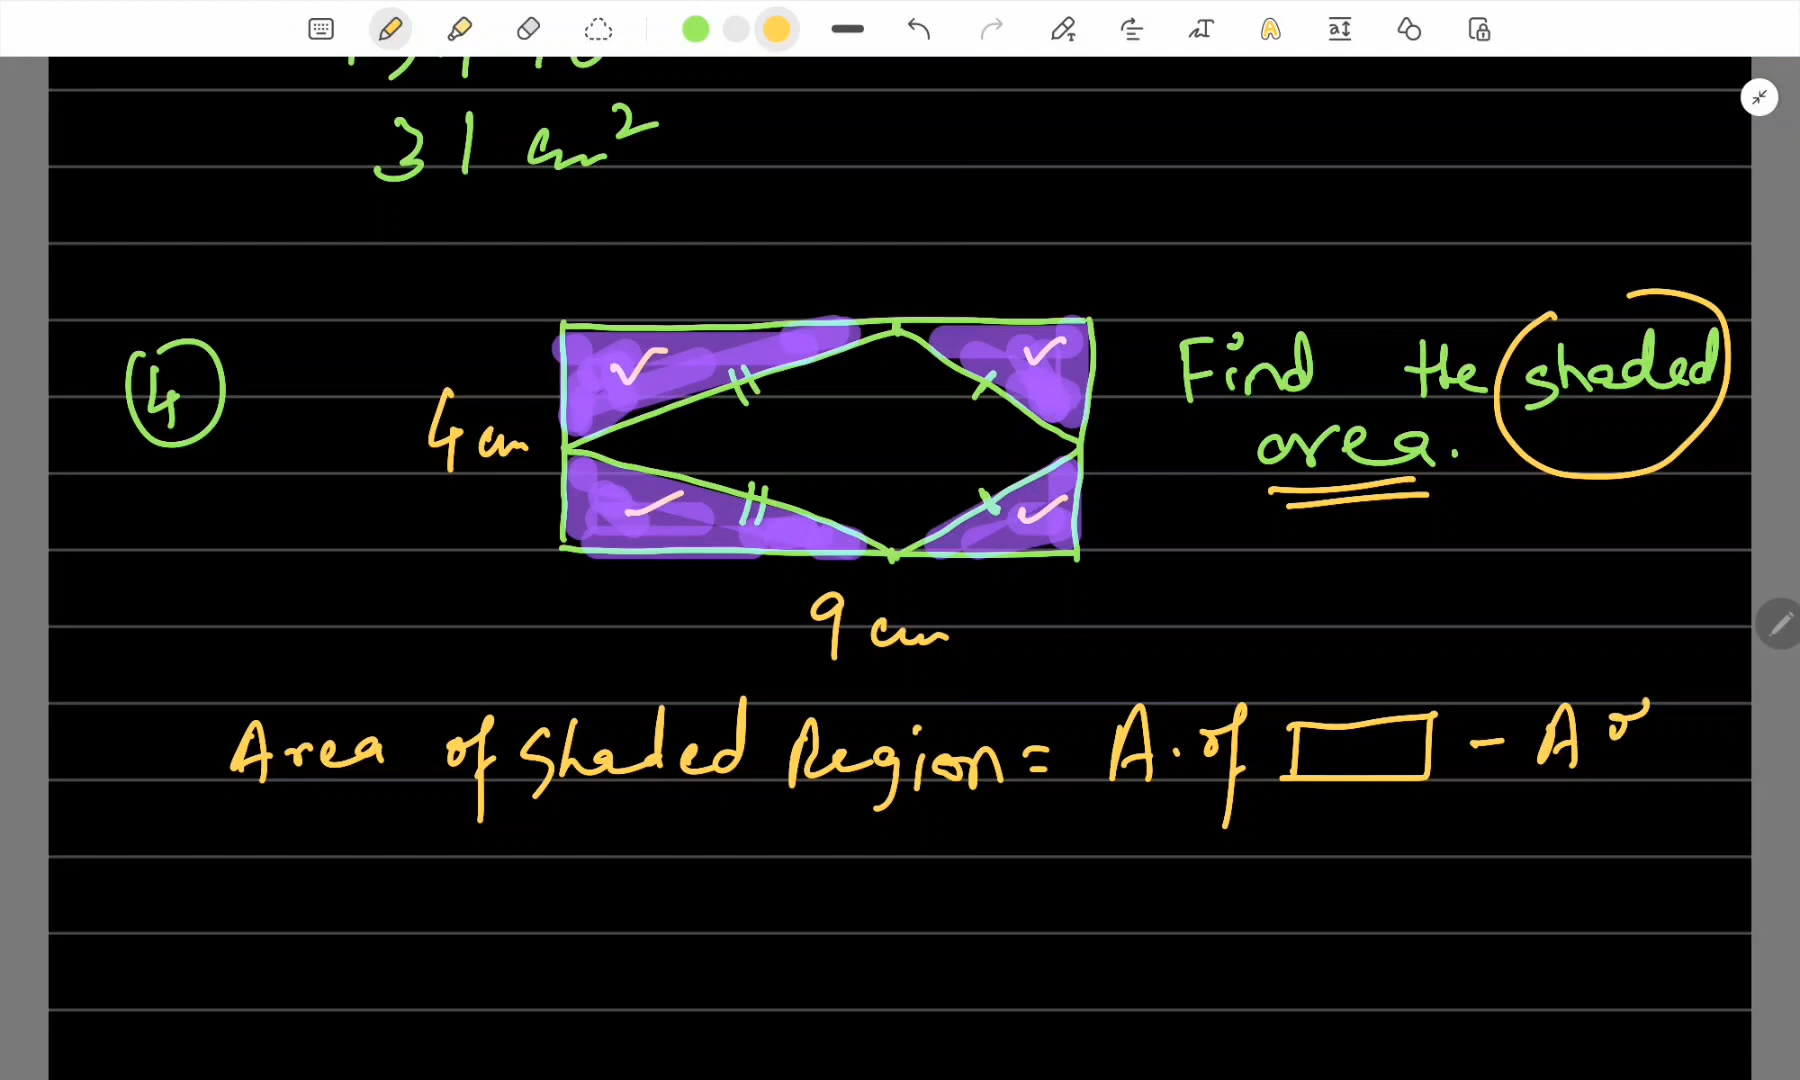 31 cm²
4 Find the shaded
4 cm area.
9 cm
Area of Shaded Region = A. of ▭ - A